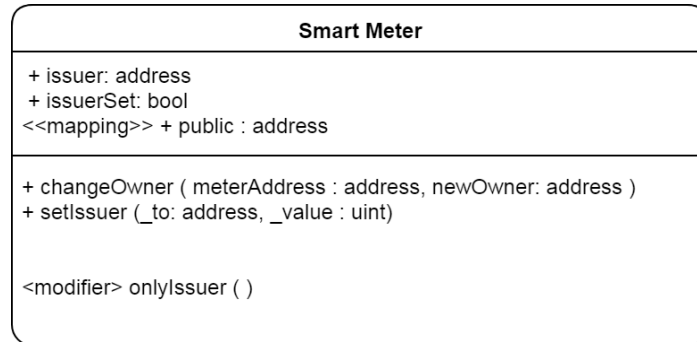 Smart Meter
+ issuer: address
+ issuerSet: bool
<<mapping>> + public : address
+ changeOwner ( meterAddress : address, newOwner: address )
+ setIssuer (_to: address, _value : uint)
<modifier> onlyIssuer ( )